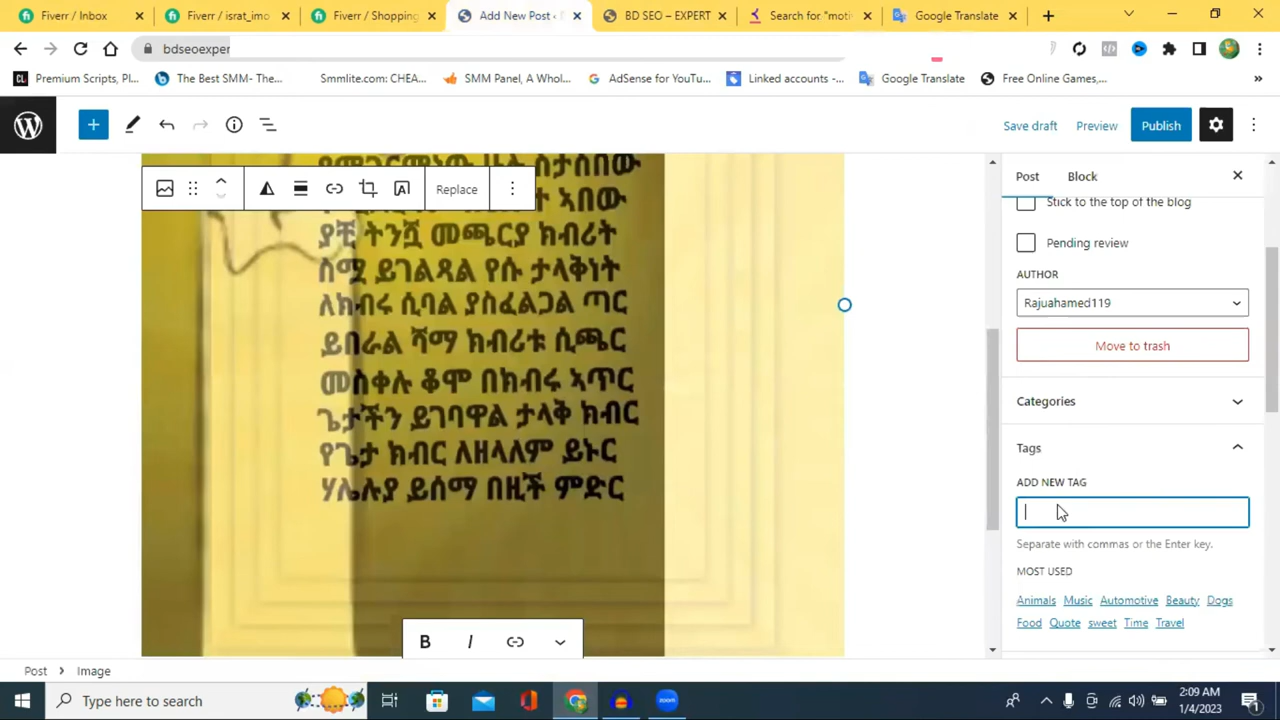 Fiverr / Inbox
Fiverr / israt_imo
Fiverr / Shopping
Add New Post ‹
BD SEO – EXPERT
Search for "moti
Google Translate
bdseoexper
Premium Scripts, Pl...
The Best SMM- The...
Smmlite.com: CHEA...
SMM Panel, A Whol...
AdSense for YouTu...
Linked accounts -...
Google Translate
Free Online Games,...
Save draft
Preview
Publish
Replace
ት ኣበው
ያቺ ትንሿ መጫርያ ክብሪት
ስሟ ይገልጻል የሱ ታላቅነት
ለክብሩ ሲባል ያስፈልጋል ጣር
ይበራል ሻማ ክብሪቱ ሲጫር
መስቀሉ ቆሞ በክብሩ ኣጥር
ጌታችን ይገባዋል ታላቅ ክብር
የጌታ ክብር ለዘላለም ይኑር
ሃሌሉያ ይሰማ በዚች ምድር
Post
Block
Stick to the top of the blog
Pending review
AUTHOR
Rajuahamed119
Move to trash
Categories
Tags
ADD NEW TAG
Separate with commas or the Enter key.
MOST USED
Animals Music Automotive Beauty Dogs
Food Quote sweet Time Travel
B I
Post > Image
Type here to search
zoom
2:09 AM
1/4/2023
1